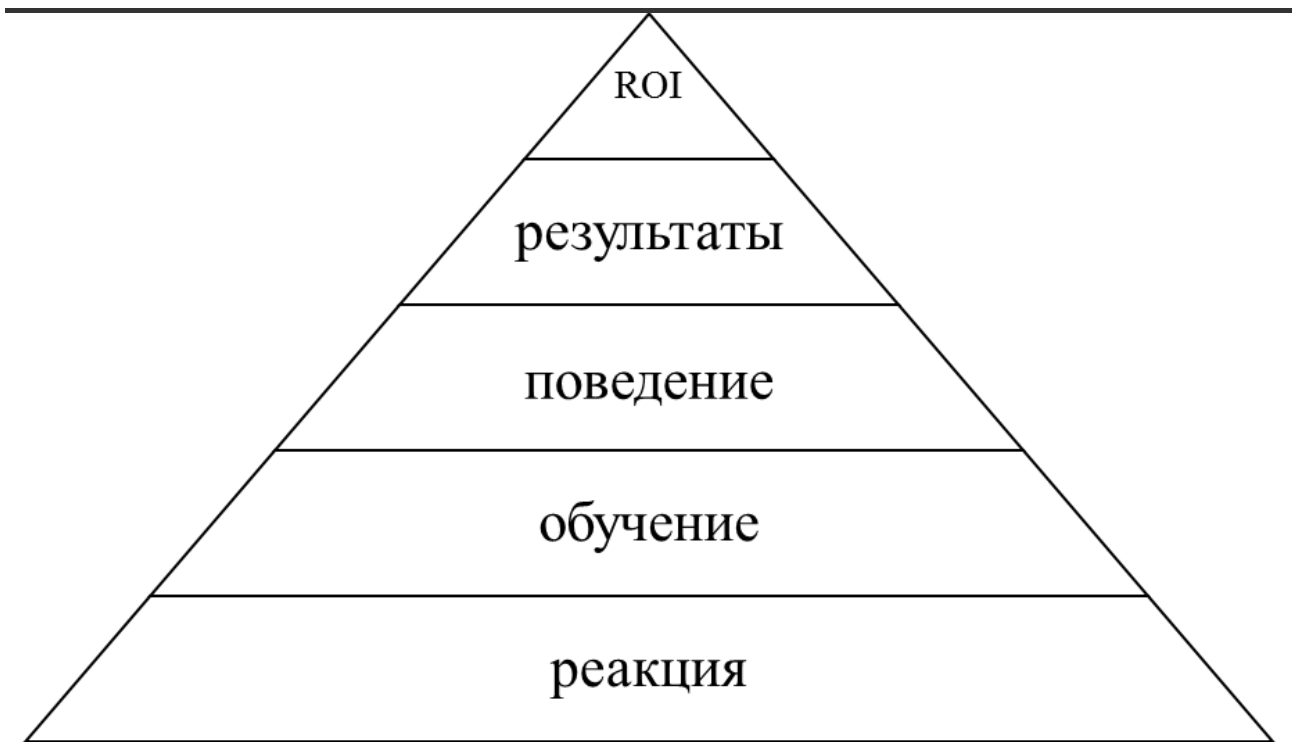 ROI
результаты
поведение
обучение
реакция